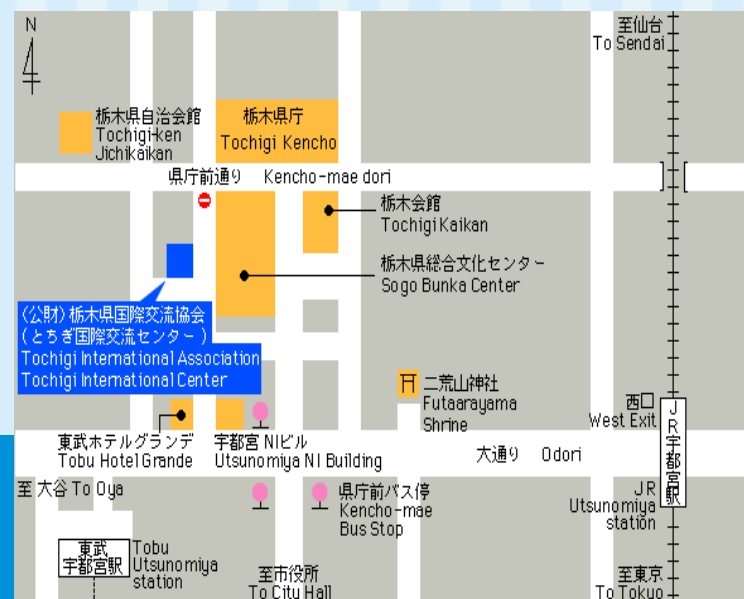 N
至仙台
To Sendai
栃木県自治会館
Tochigi-ken
Jichikaikan
栃木県庁
Tochigi Kencho
県庁前通り Kencho-mae dori
栃木会館
Tochigi Kaikan
栃木県総合文化センター
Sogo Bunka Center
(公財)栃木県国際交流協会
(とちぎ国際交流センター)
Tochigi International Association
Tochigi International Center
二荒山神社
Futaarayama
Shrine
西口
West Exit
JR宇都宮駅
東武ホテルグランデ
Tobu Hotel Grande
宇都宮 NIビル
Utsunomiya NI Building
大通り Odori
至 大谷 To Oya
県庁前バス停
Kencho-mae
Bus Stop
JR
Utsunomiya
station
東武
宇都宮駅
Tobu
Utsunomiya
station
至市役所
To City Hall
至東京
To Tokyo